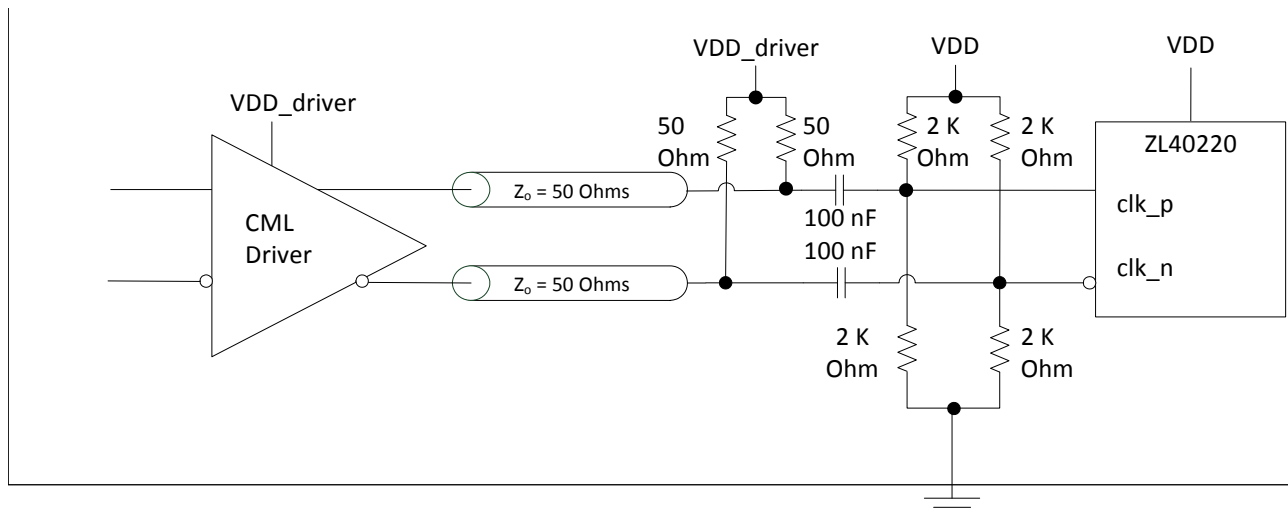 VDD_driver
VDD
VDD
VDD_driver
50
Ohm
50
Ohm
2 K
Ohm
2 K
Ohm
ZL40220
CML
Driver
Zo = 50 Ohms
100 nF
clk_p
100 nF
clk_n
Zo = 50 Ohms
2 K
Ohm
2 K
Ohm